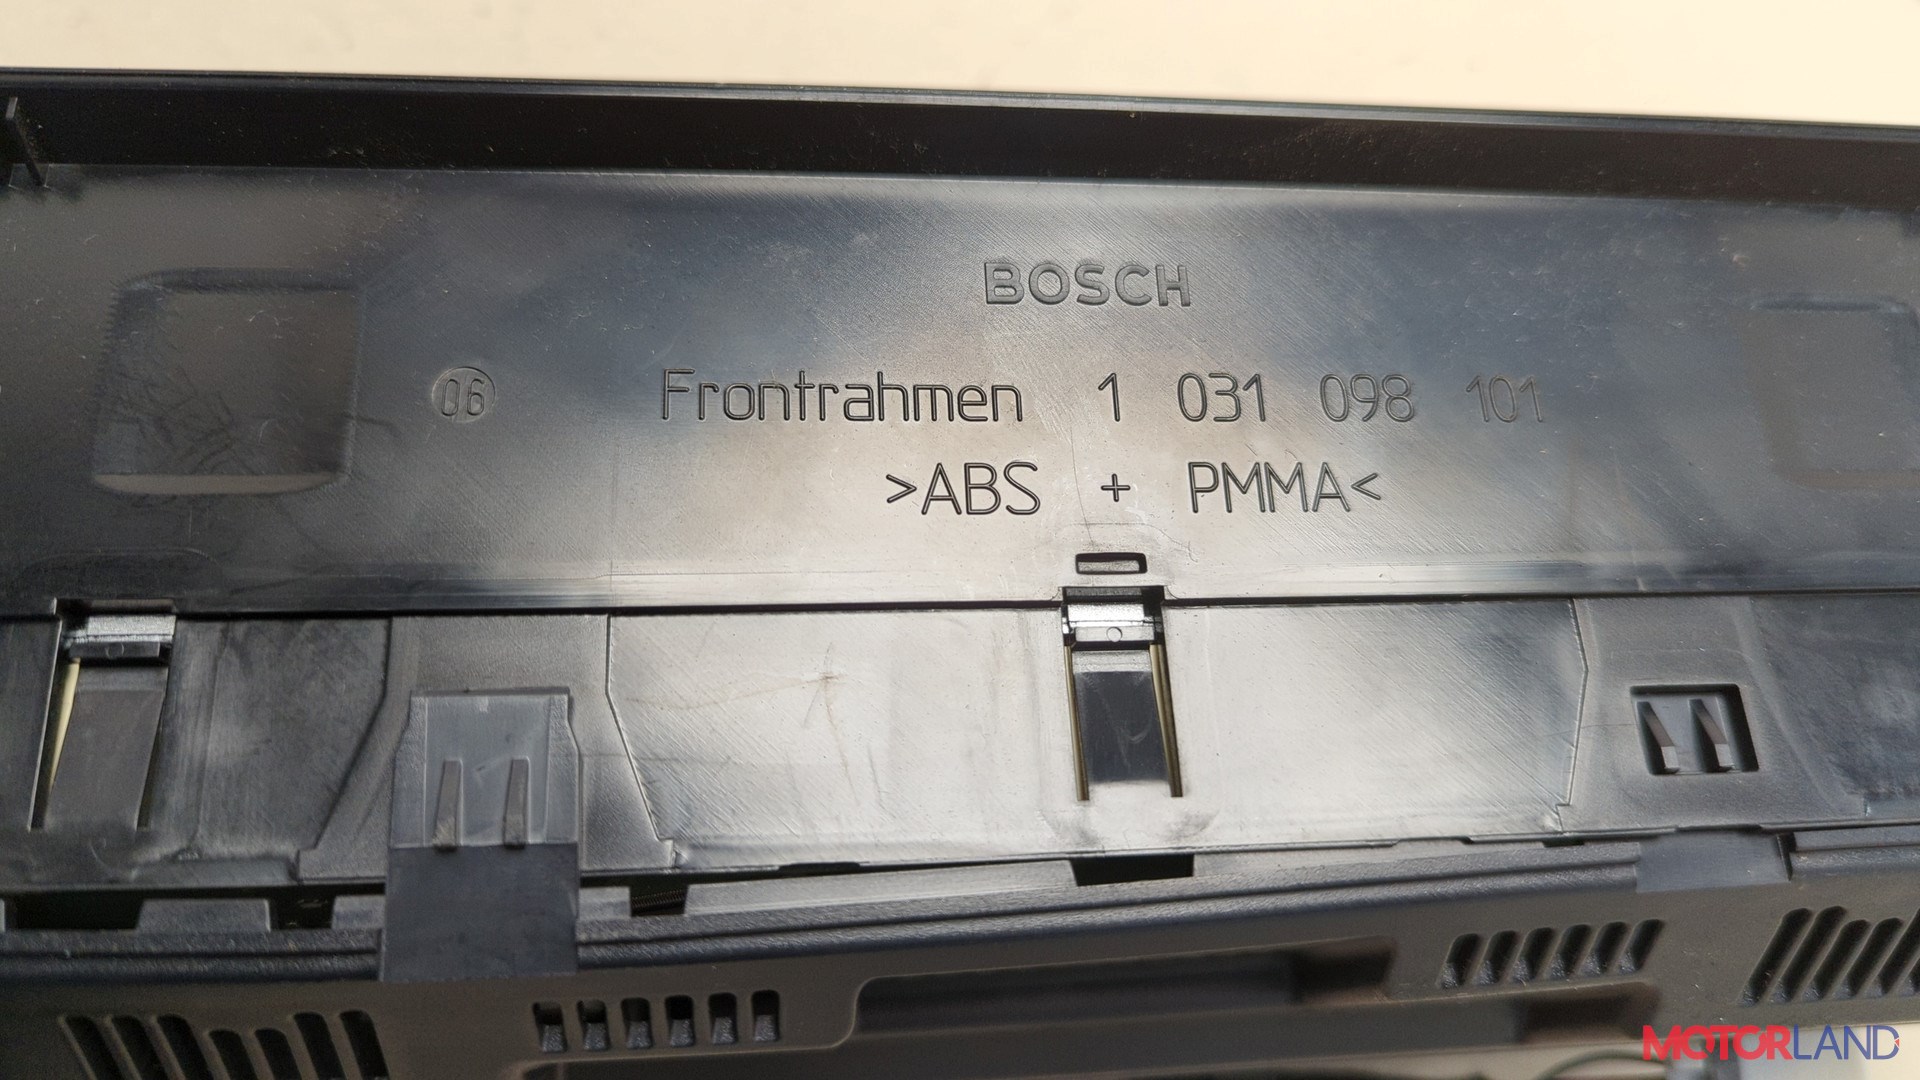 BOSCH
06
Frontrahmen 1 031 098 101
>ABS + PMMA<
MOTORLAND